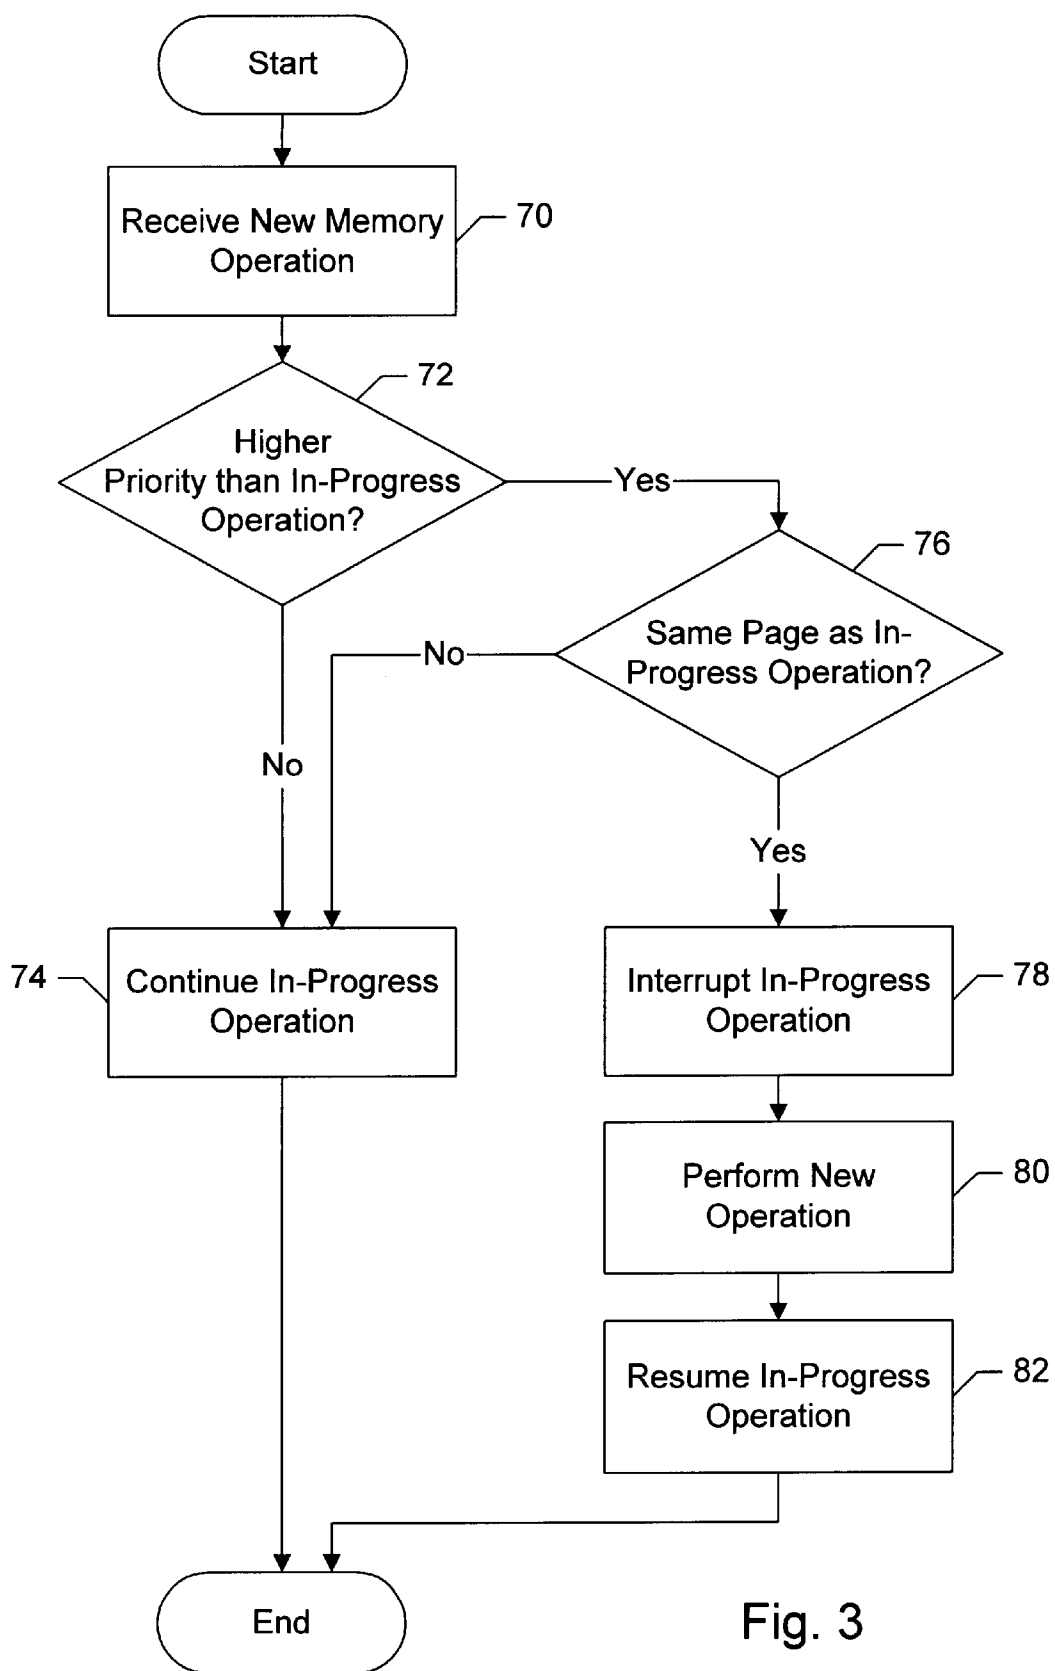 Start
Receive New Memory
Operation
70
72
Higher
Priority than In-Progress
Operation?
Yes
76
Same Page as In-
Progress Operation?
No
No
Yes
74
Continue In-Progress
Operation
Interrupt In-Progress
Operation
78
Perform New
Operation
80
Resume In-Progress
Operation
82
End
Fig. 3